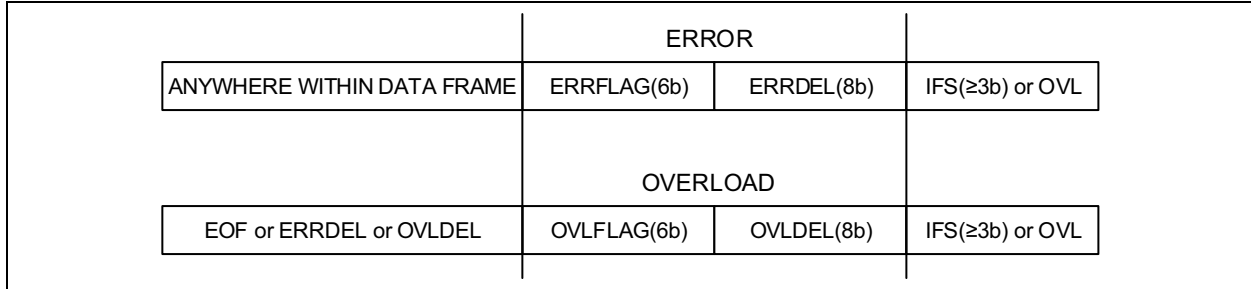 ERROR
ANYWHERE WITHIN DATA FRAME ERRFLAG(6b) ERRDEL(8b) IFS(≥3b) or OVL
OVERLOAD
EOF or ERRDEL or OVLDEL OVLFLAG(6b) OVLDEL(8b) IFS(≥3b) or OVL